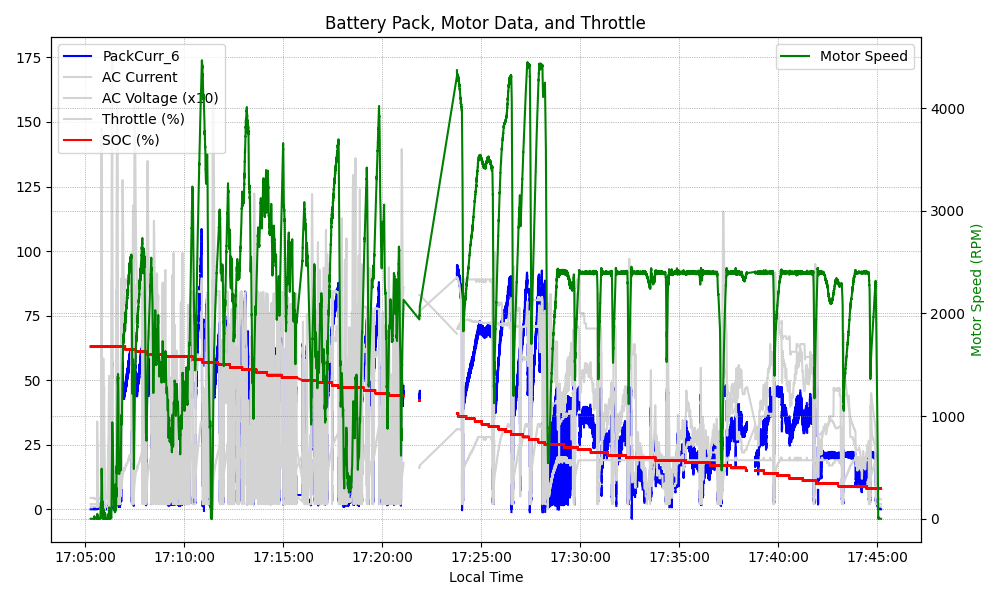 Battery Pack, Motor Data, and Throttle
PackCurr_6
AC Current
AC Voltage (x10)
Throttle (%)
SOC (%)
Motor Speed
175
150
125
100
75
50
25
0
4000
3000
2000
1000
0
Motor Speed (RPM)
17:05:00 17:10:00 17:15:00 17:20:00 17:25:00 17:30:00 17:35:00 17:40:00 17:45:00
Local Time